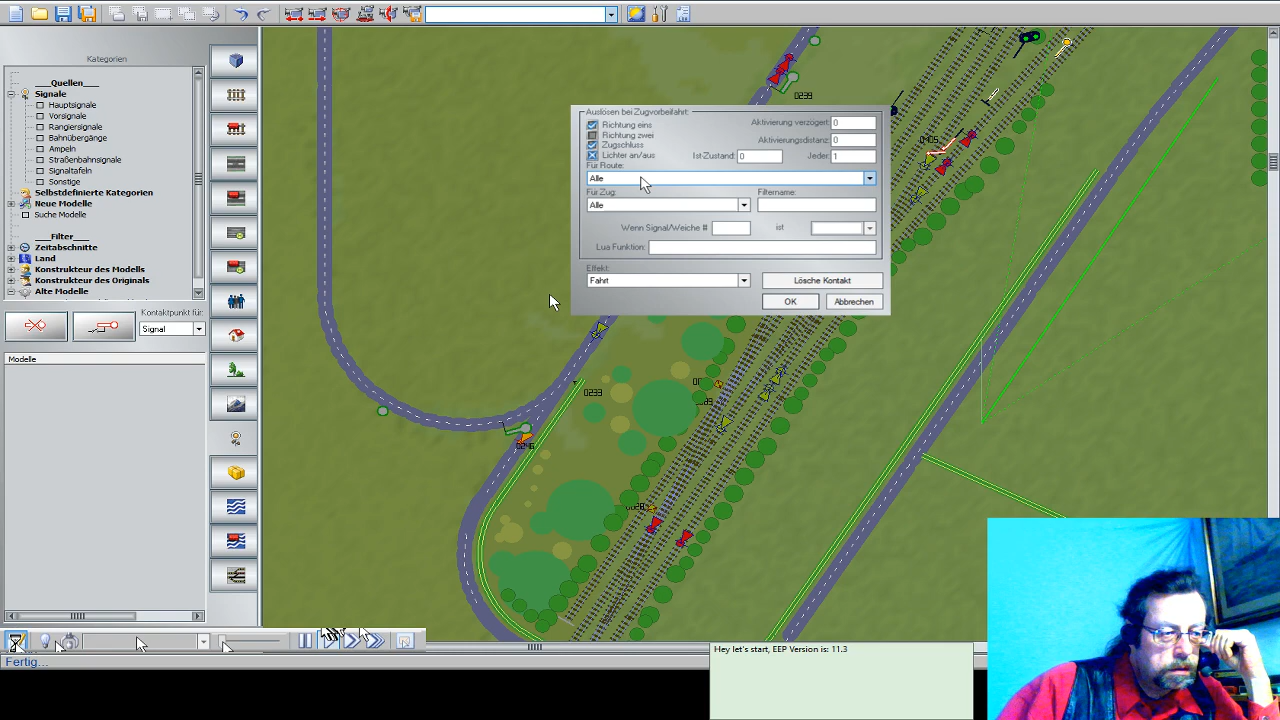 Kategorien
___Quellen___
Signale
Hauptsignale
Vorsignale
Rangiersignale
Bahnübergänge
Ampeln
Straßenbahnsignale
Signaltafeln
Sonstige
Selbstdefinierte Kategorien
Neue Modelle
Suche Modelle
___Filter___
Zeitabschnitte
Land
Konstrukteure des Modells
Konstrukteure des Originals
Alte Modelle
Kontaktpunkt für:
Signal
Modelle
Auslösen bei Zugvorbeifahrt:
Richtung eins
Aktivierung verzögert: 0
Richtung zwei
Aktivierungsdistanz: 0
Zugschluss
Lichter an/aus
Ist-Zustand: 0
Jeder: 1
Für Route:
Alle
Für Zug:
Filtername:
Alle
Wenn Signal/Weiche #
ist
Lua Funktion:
Effekt:
Fahrt
Lösche Kontakt
OK
Abbrechen
0239
0405
0233
0246
Fertig...
Hey let's start, EEP Version is: 11.3